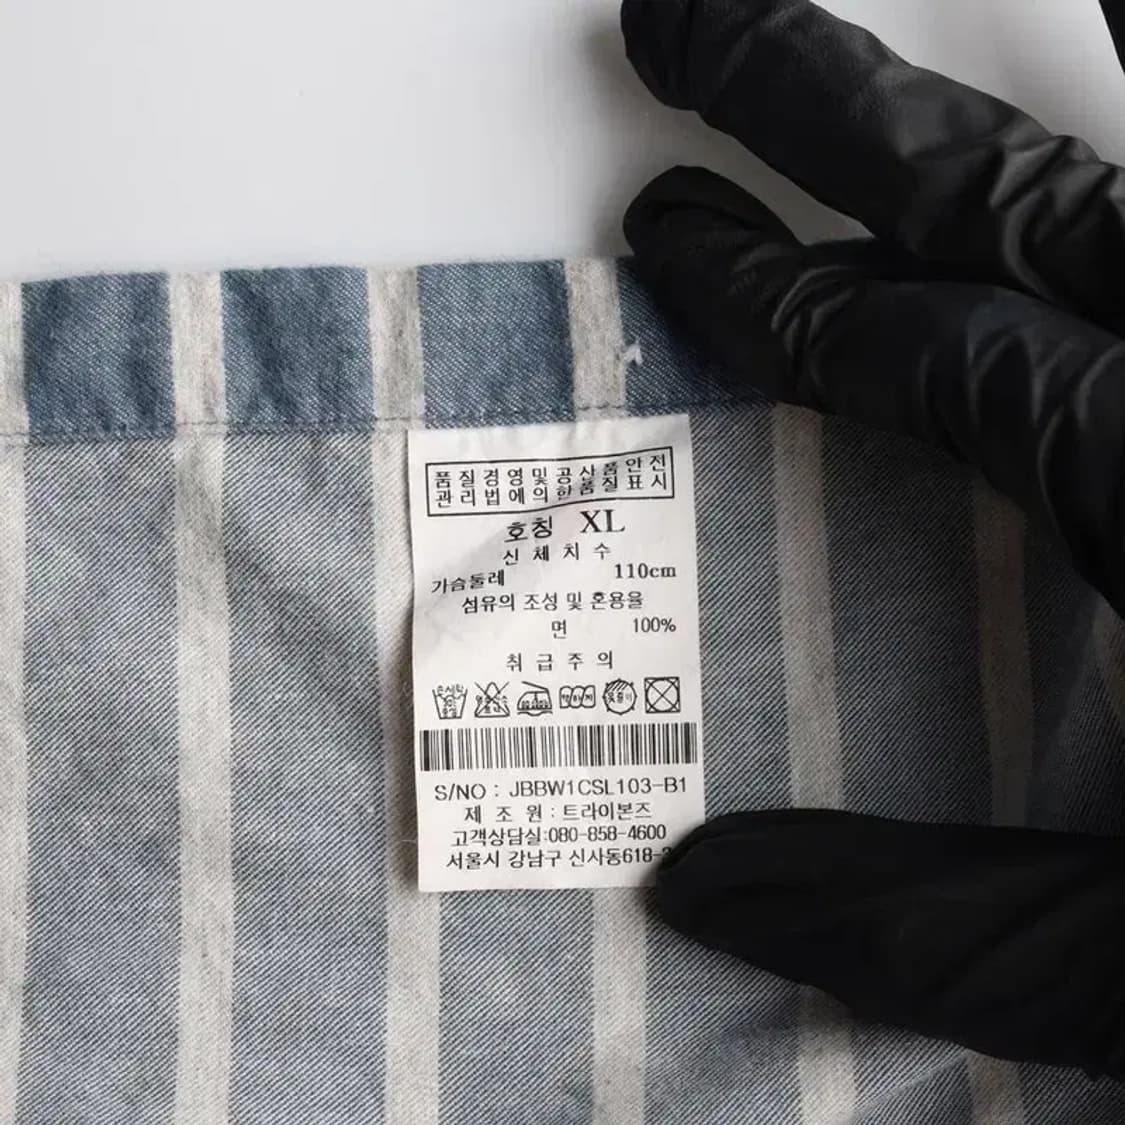 품질경영및공산품안전
관리법에의한품질표시
호칭 XL
신체치수
가슴둘레 110cm
섬유의 조성 및 혼용율
면 100%
취급주의
손세탁
S/NO : JBBW1CSL103-B1
제 조 원 : 트라이본즈
고객상담실:080-858-4600
서울시 강남구 신사동618-